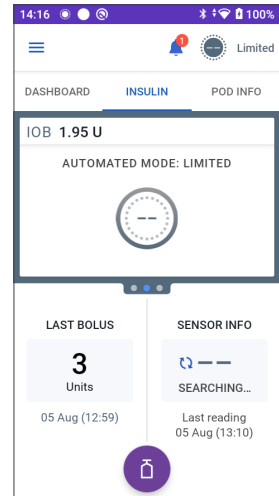 14:16 100%
1
Limited
DASHBOARD INSULIN POD INFO
IOB 1.95 U
AUTOMATED MODE: LIMITED
– –
LAST BOLUS SENSOR INFO
3 – –
Units SEARCHING...
05 Aug (12:59) Last reading
05 Aug (13:10)